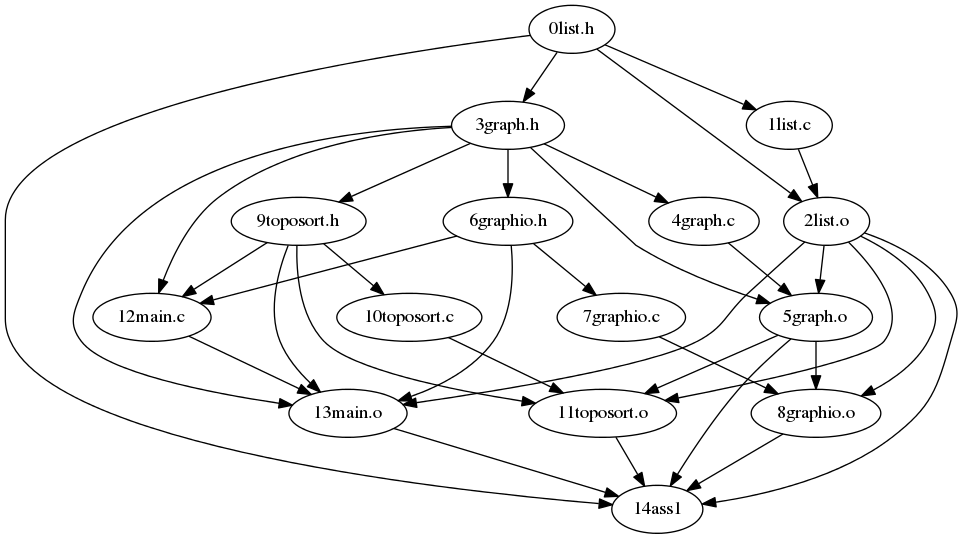 0list.h
3graph.h
1list.c
9toposort.h
6graphio.h
4graph.c
2list.o
12main.c
10toposort.c
7graphio.c
5graph.o
13main.o
11toposort.o
8graphio.o
14ass1